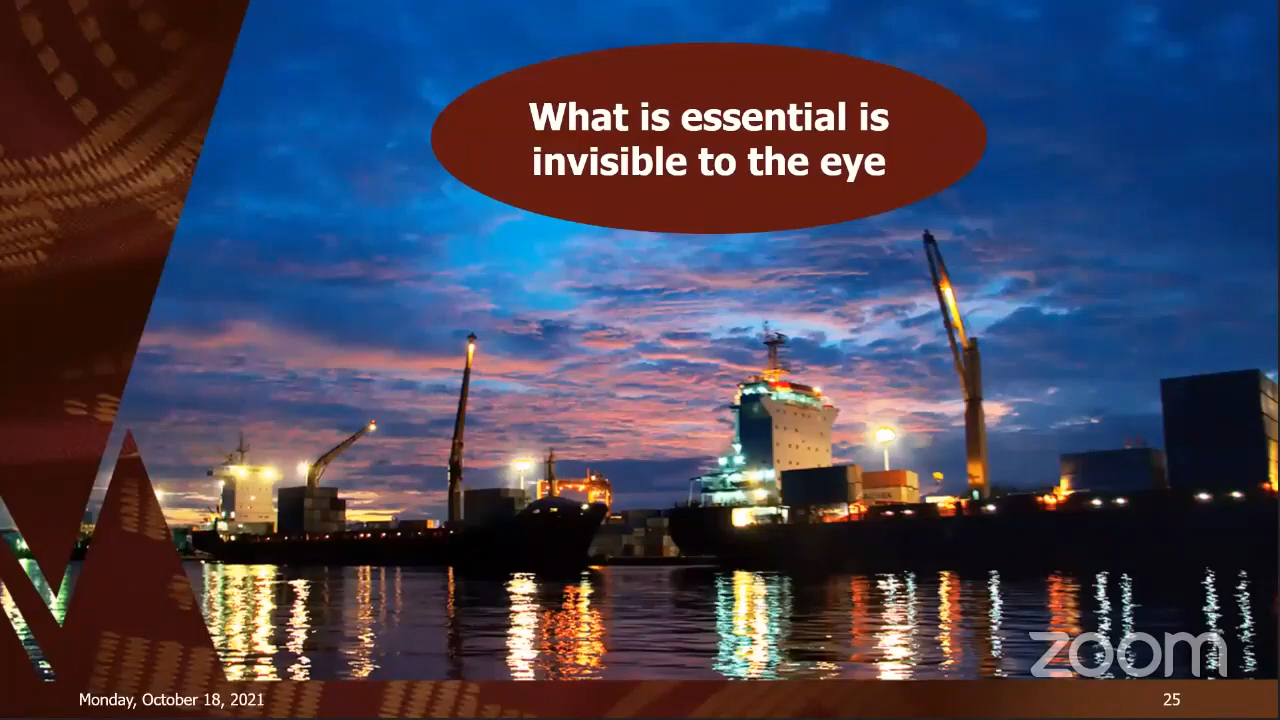 What is essential is
invisible to the eye
zoom
Monday, October 18, 2021
25